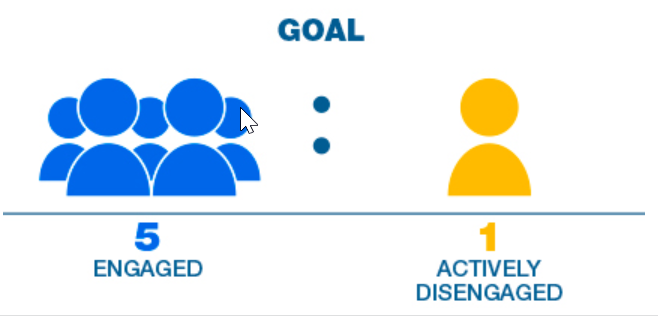 GOAL
:
5
ENGAGED
1
ACTIVELY
DISENGAGED